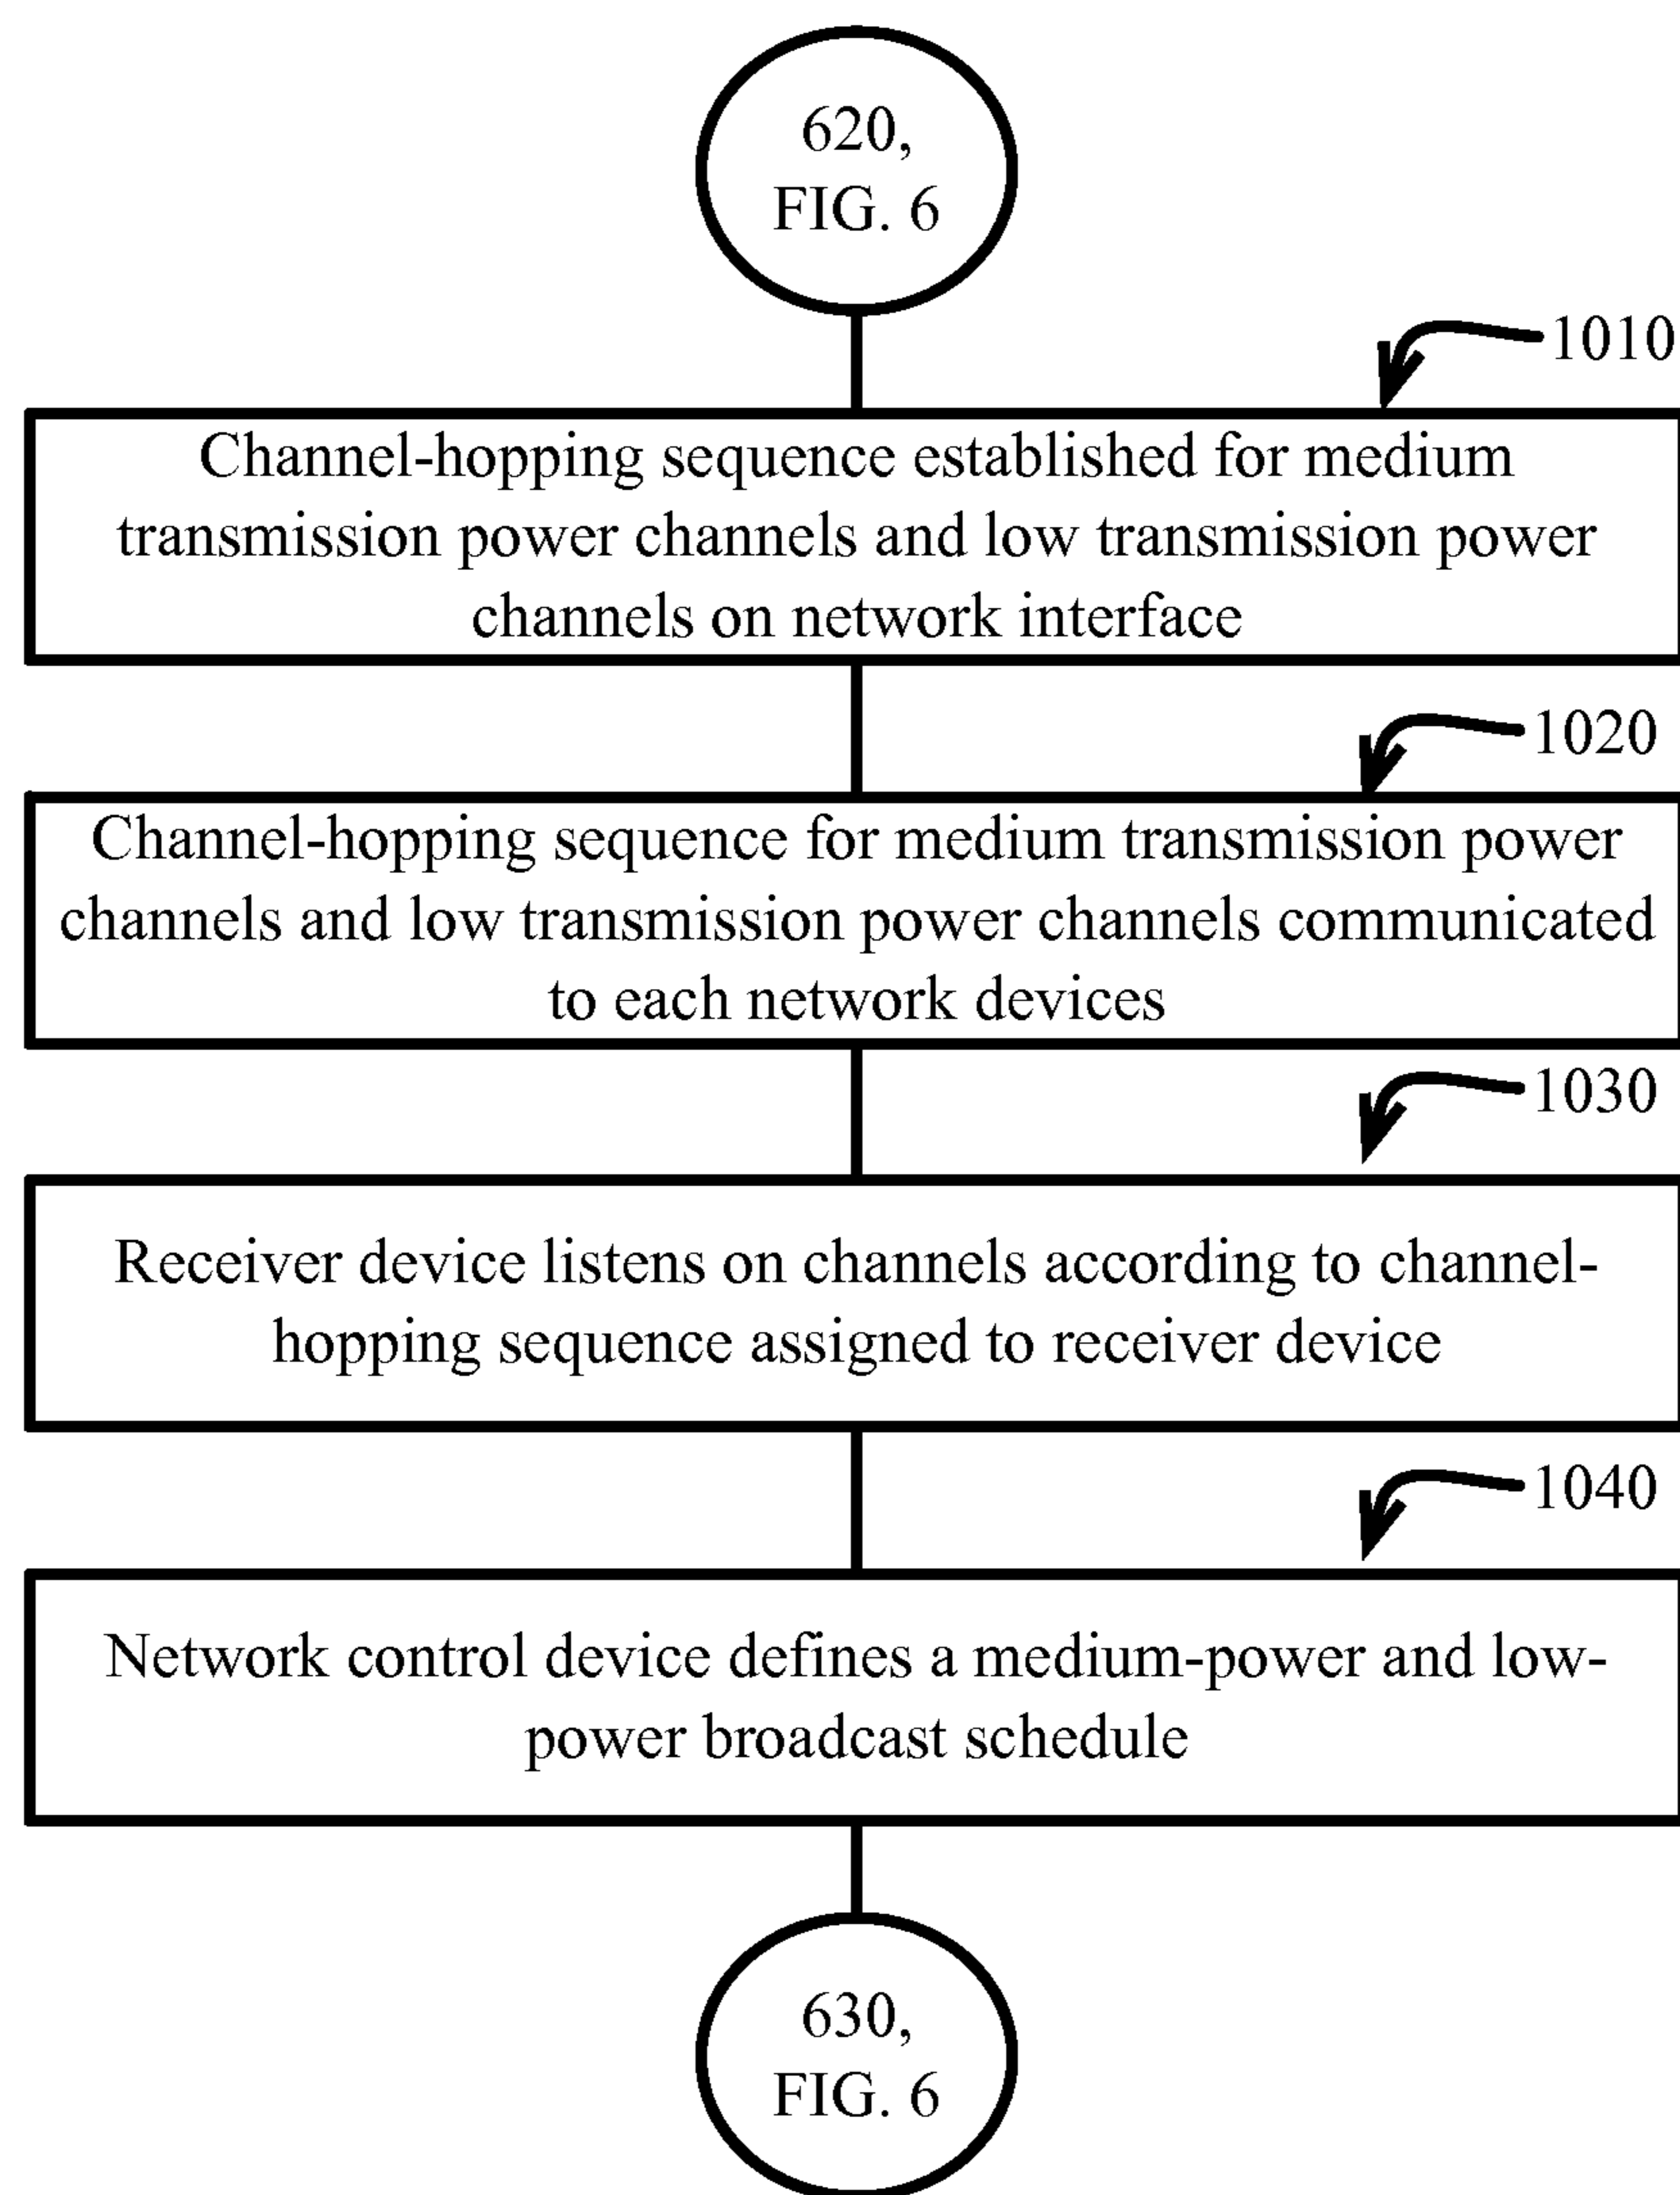 620,
FIG. 6
1010
Channel-hopping sequence established for medium
transmission power channels and low transmission power
channels on network interface
1020
Channel-hopping sequence for medium transmission power
channels and low transmission power channels communicated
to each network devices
1030
Receiver device listens on channels according to channel-
hopping sequence assigned to receiver device
1040
Network control device defines a medium-power and low-
power broadcast schedule
630,
FIG. 6